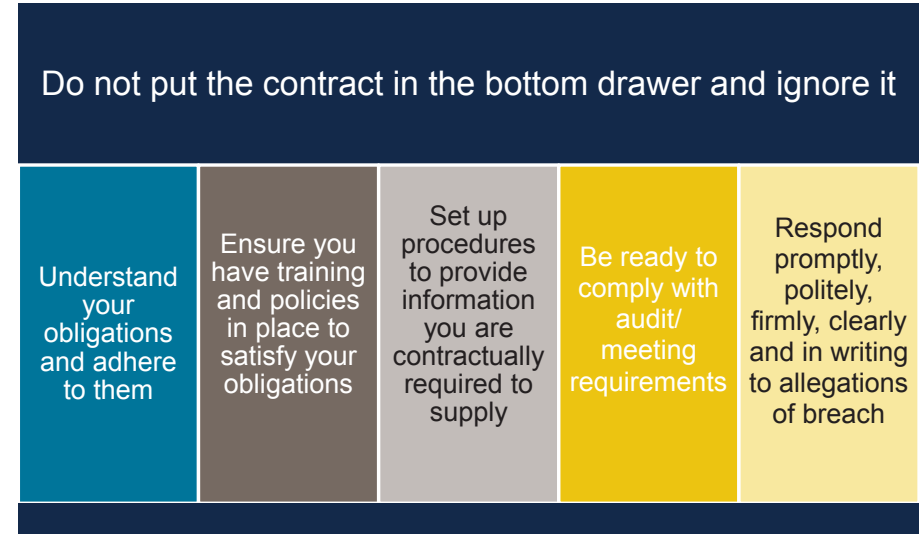 Do not put the contract in the bottom drawer and ignore it
Understand
your
obligations
and adhere
to them
Ensure you
have training
and policies
in place to
satisfy your
obligations
Set up
procedures
to provide
information
you are
contractually
required to
supply
Be ready to
comply with
audit/
meeting
requirements
Respond
promptly,
politely,
firmly, clearly
and in writing
to allegations
of breach